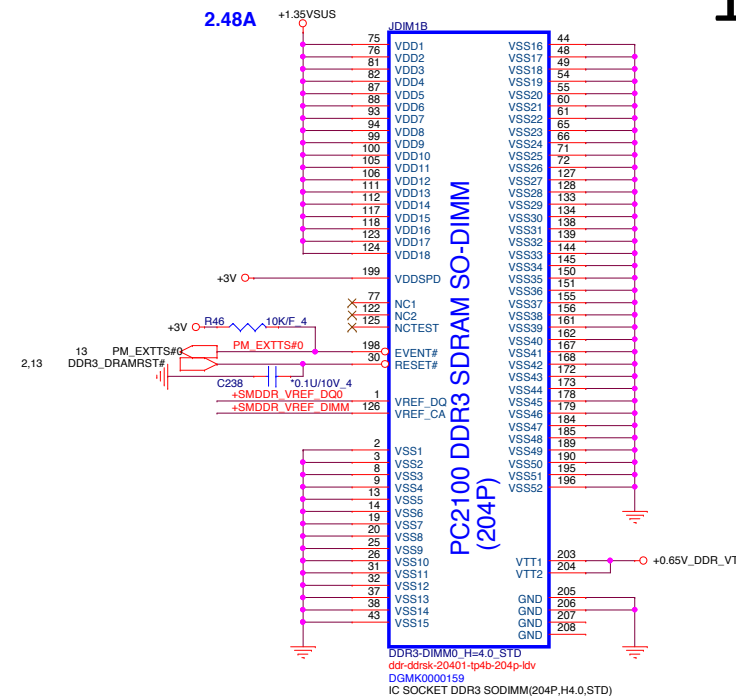 2.48A
+1.35VSUS
JDIM1B
75 VDD1 VSS16 44
76 VDD2 VSS17 48
81 VDD3 VSS18 49
82 VDD4 VSS19 54
87 VDD5 VSS20 55
88 VDD6 VSS21 60
93 VDD7 VSS22 61
94 VDD8 VSS23 65
99 VDD9 VSS24 66
100 VDD10 VSS25 71
105 VDD11 VSS26 72
106 VDD12 VSS27 127
111 VDD13 VSS28 128
112 VDD14 VSS29 133
117 VDD15 VSS30 134
118 VDD16 VSS31 138
123 VDD17 VSS32 139
124 VDD18 VSS33 144
VSS34 145
+3V 199 VDDSPD VSS35 150
VSS36 151
77 NC1 VSS37 155
122 NC2 VSS38 156
125 NCTEST VSS39 161
+3V R46 10K/F_4 VSS40 162
13 PM_EXTTS#0 PM_EXTTS#0 198 EVENT# VSS41 167
2,13 DDR3_DRAMRST# 30 RESET# VSS42 168
VSS43 172
C238 *0.1U/10V_4 VSS44 173
+SMDDR_VREF_DQ0 1 VREF_DQ VSS45 178
+SMDDR_VREF_DIMM 126 VREF_CA VSS46 179
VSS47 184
VSS48 185
2 VSS1 VSS49 189
3 VSS2 VSS50 190
8 VSS3 VSS51 195
9 VSS4 VSS52 196
13 VSS5
14 VSS6
19 VSS7
20 VSS8
25 VSS9
26 VSS10 VTT1 203 +0.65V_DDR_VT
31 VSS11 VTT2 204
32 VSS12
37 VSS13 GND 205
38 VSS14 GND 206
43 VSS15 GND 207
GND 208
PC2100 DDR3 SDRAM SO-DIMM
(204P)
DDR3-DIMM0_H=4.0_STD
ddr-ddrsk-20401-tp4b-204p-ldv
DGMK0000159
IC SOCKET DDR3 SODIMM(204P,H4.0,STD)